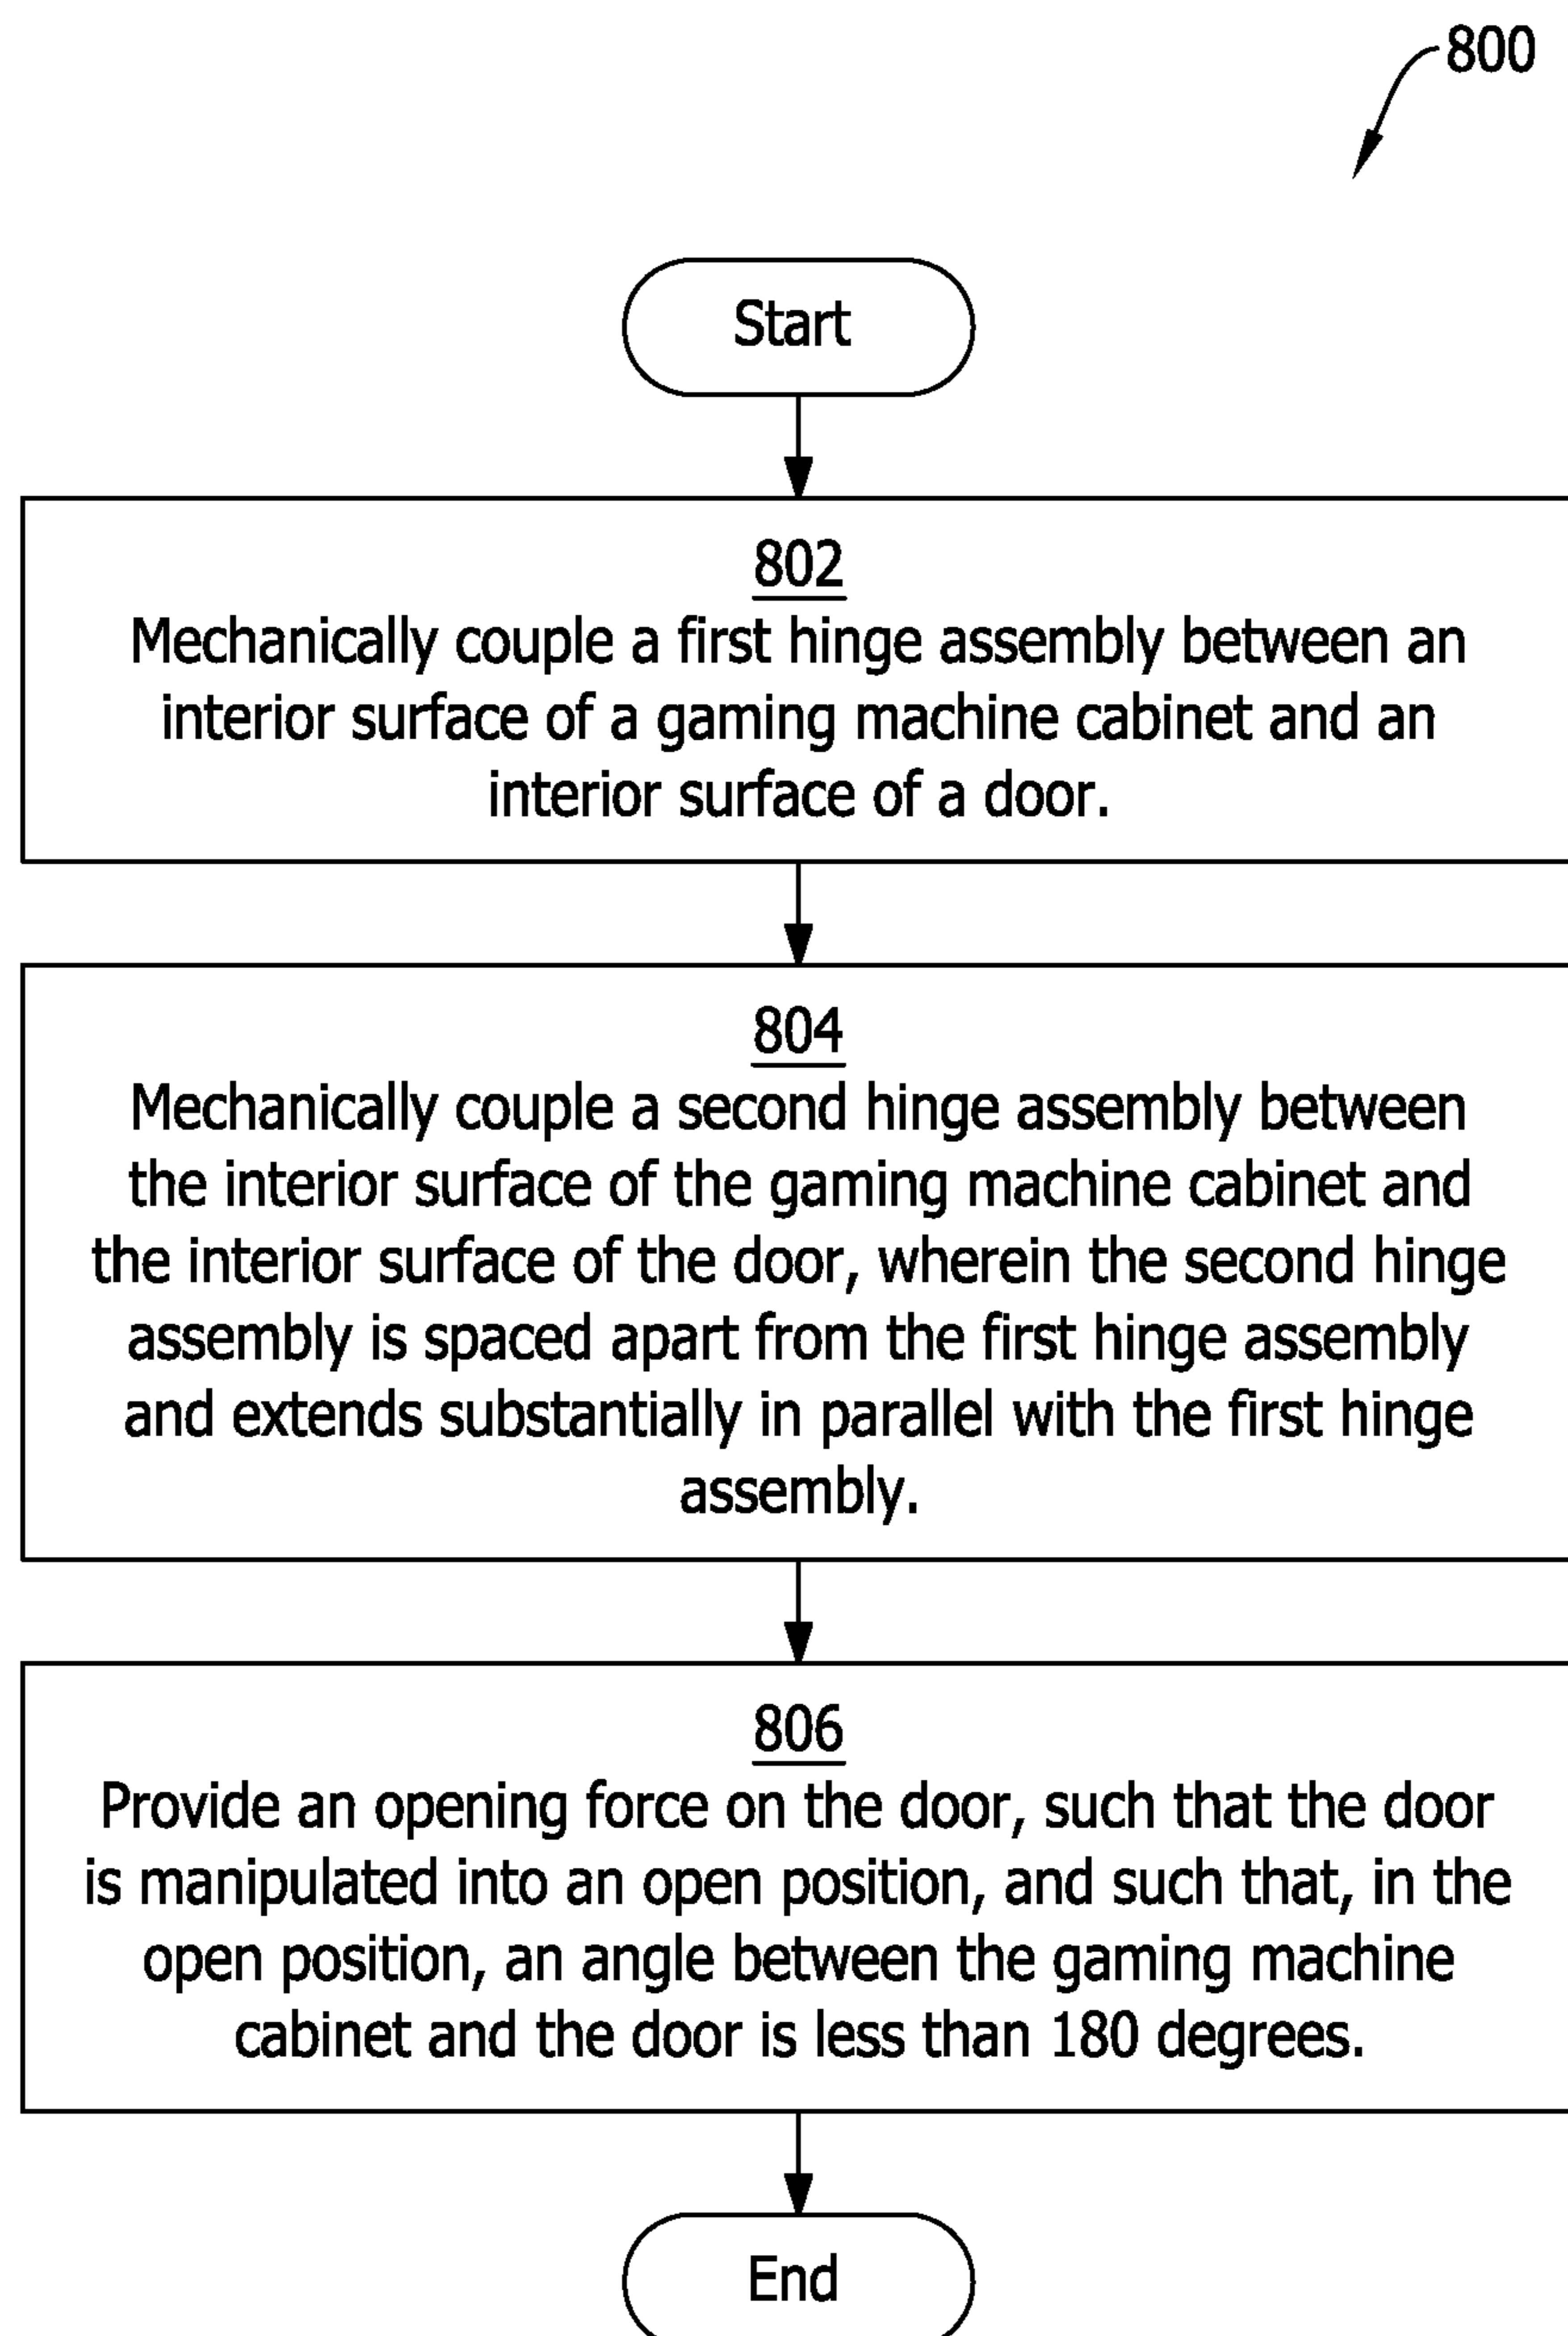 800
Start
802
Mechanically couple a first hinge assembly between an
interior surface of a gaming machine cabinet and an
interior surface of a door.
804
Mechanically couple a second hinge assembly between
the interior surface of the gaming machine cabinet and
the interior surface of the door, wherein the second hinge
assembly is spaced apart from the first hinge assembly
and extends substantially in parallel with the first hinge
assembly.
806
Provide an opening force on the door, such that the door
is manipulated into an open position, and such that, in the
open position, an angle between the gaming machine
cabinet and the door is less than 180 degrees.
End